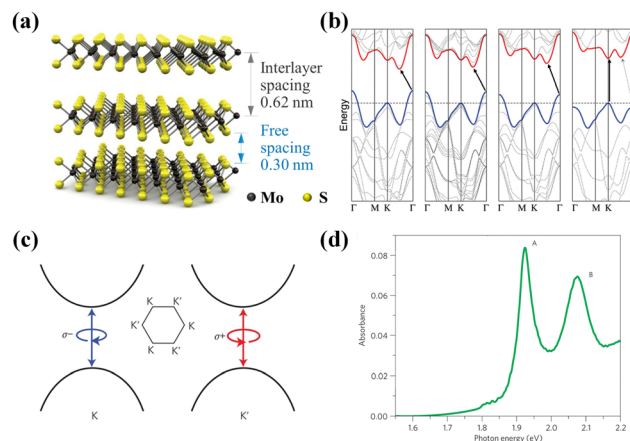 (a)
Interlayer
spacing
0.62 nm
Free
spacing
0.30 nm
Mo S
(b)
Energy
Γ M K Γ
Γ M K Γ
Γ M K Γ
Γ M K Γ
(c)
σ− σ+
K K′
K′ K
K K′
K K′
(d)
A
B
Absorbance
0.08
0.06
0.04
0.02
0
1.6 1.7 1.8 1.9 2.0 2.1 2.2
Photon energy (eV)